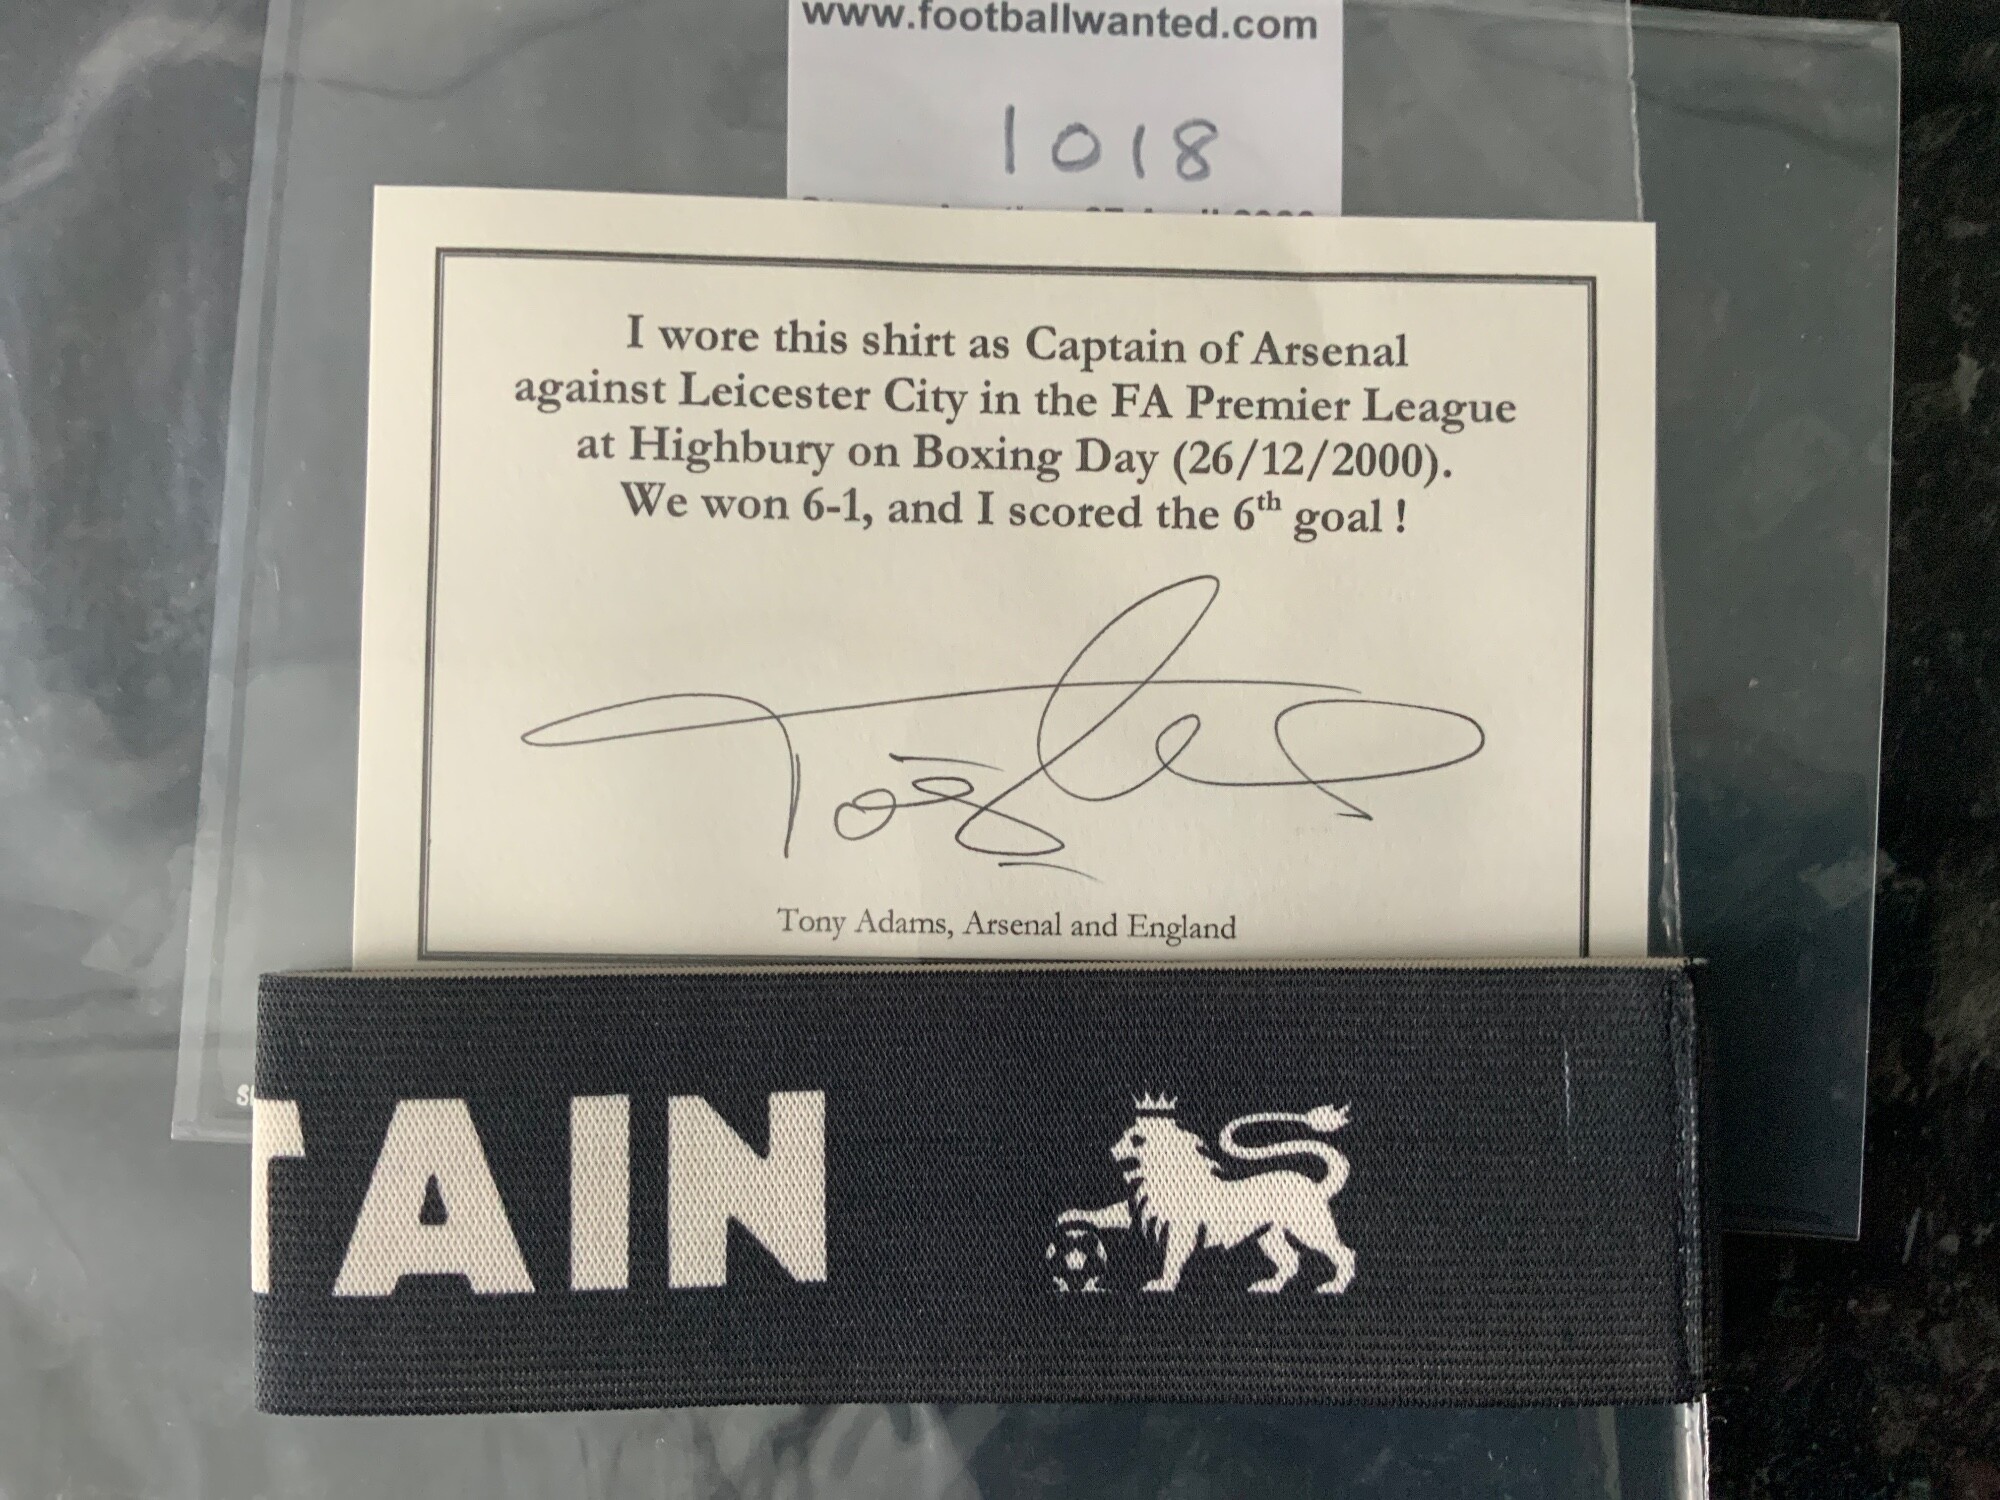 www.footballwanted.com
1018
I wore this shirt as Captain of Arsenal
against Leicester City in the FA Premier League
at Highbury on Boxing Day (26/12/2000).
We won 6-1, and I scored the 6th goal !
Tony Adams, Arsenal and England
TAIN